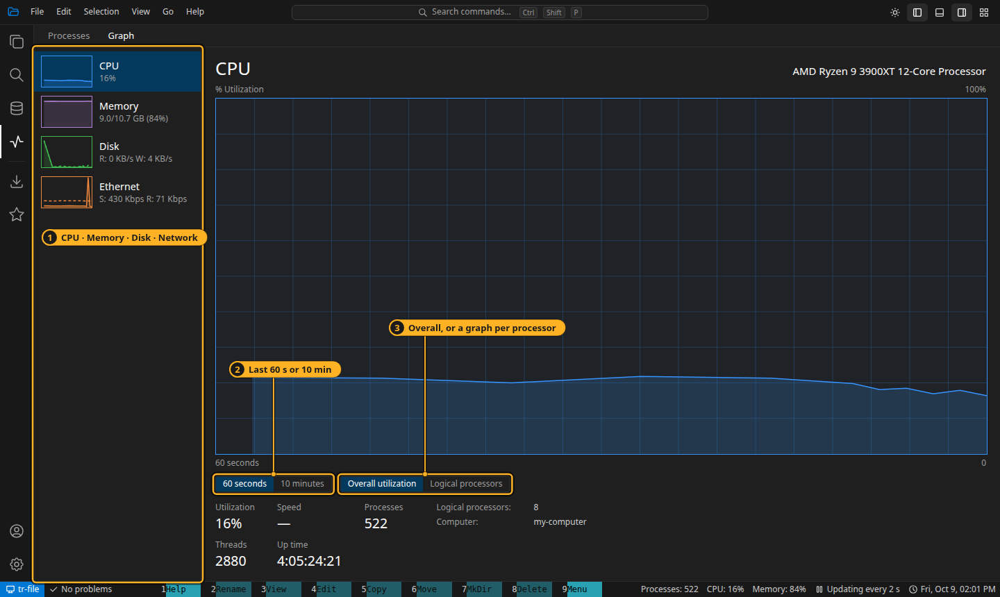 File Edit Selection View Go Help
Search commands... Ctrl Shift P
Processes Graph
CPU
16%
Memory
9.0/10.7 GB (84%)
Disk
R: 0 KB/s W: 4 KB/s
Ethernet
S: 430 Kbps R: 71 Kbps
1 CPU · Memory · Disk · Network
CPU
AMD Ryzen 9 3900XT 12-Core Processor
% Utilization 100%
3 Overall, or a graph per processor
2 Last 60 s or 10 min
60 seconds 0
60 seconds 10 minutes Overall utilization Logical processors
Utilization Speed Processes Logical processors: 8
16% — 522 Computer: my-computer
Threads Up time
2880 4:05:24:21
tr-file No problems 1Help 2Rename 3View 4Edit 5Copy 6Move 7MkDir 8Delete 9Menu Processes: 522 CPU: 16% Memory: 84% Updating every 2 s Fri, Oct 9, 02:01 PM